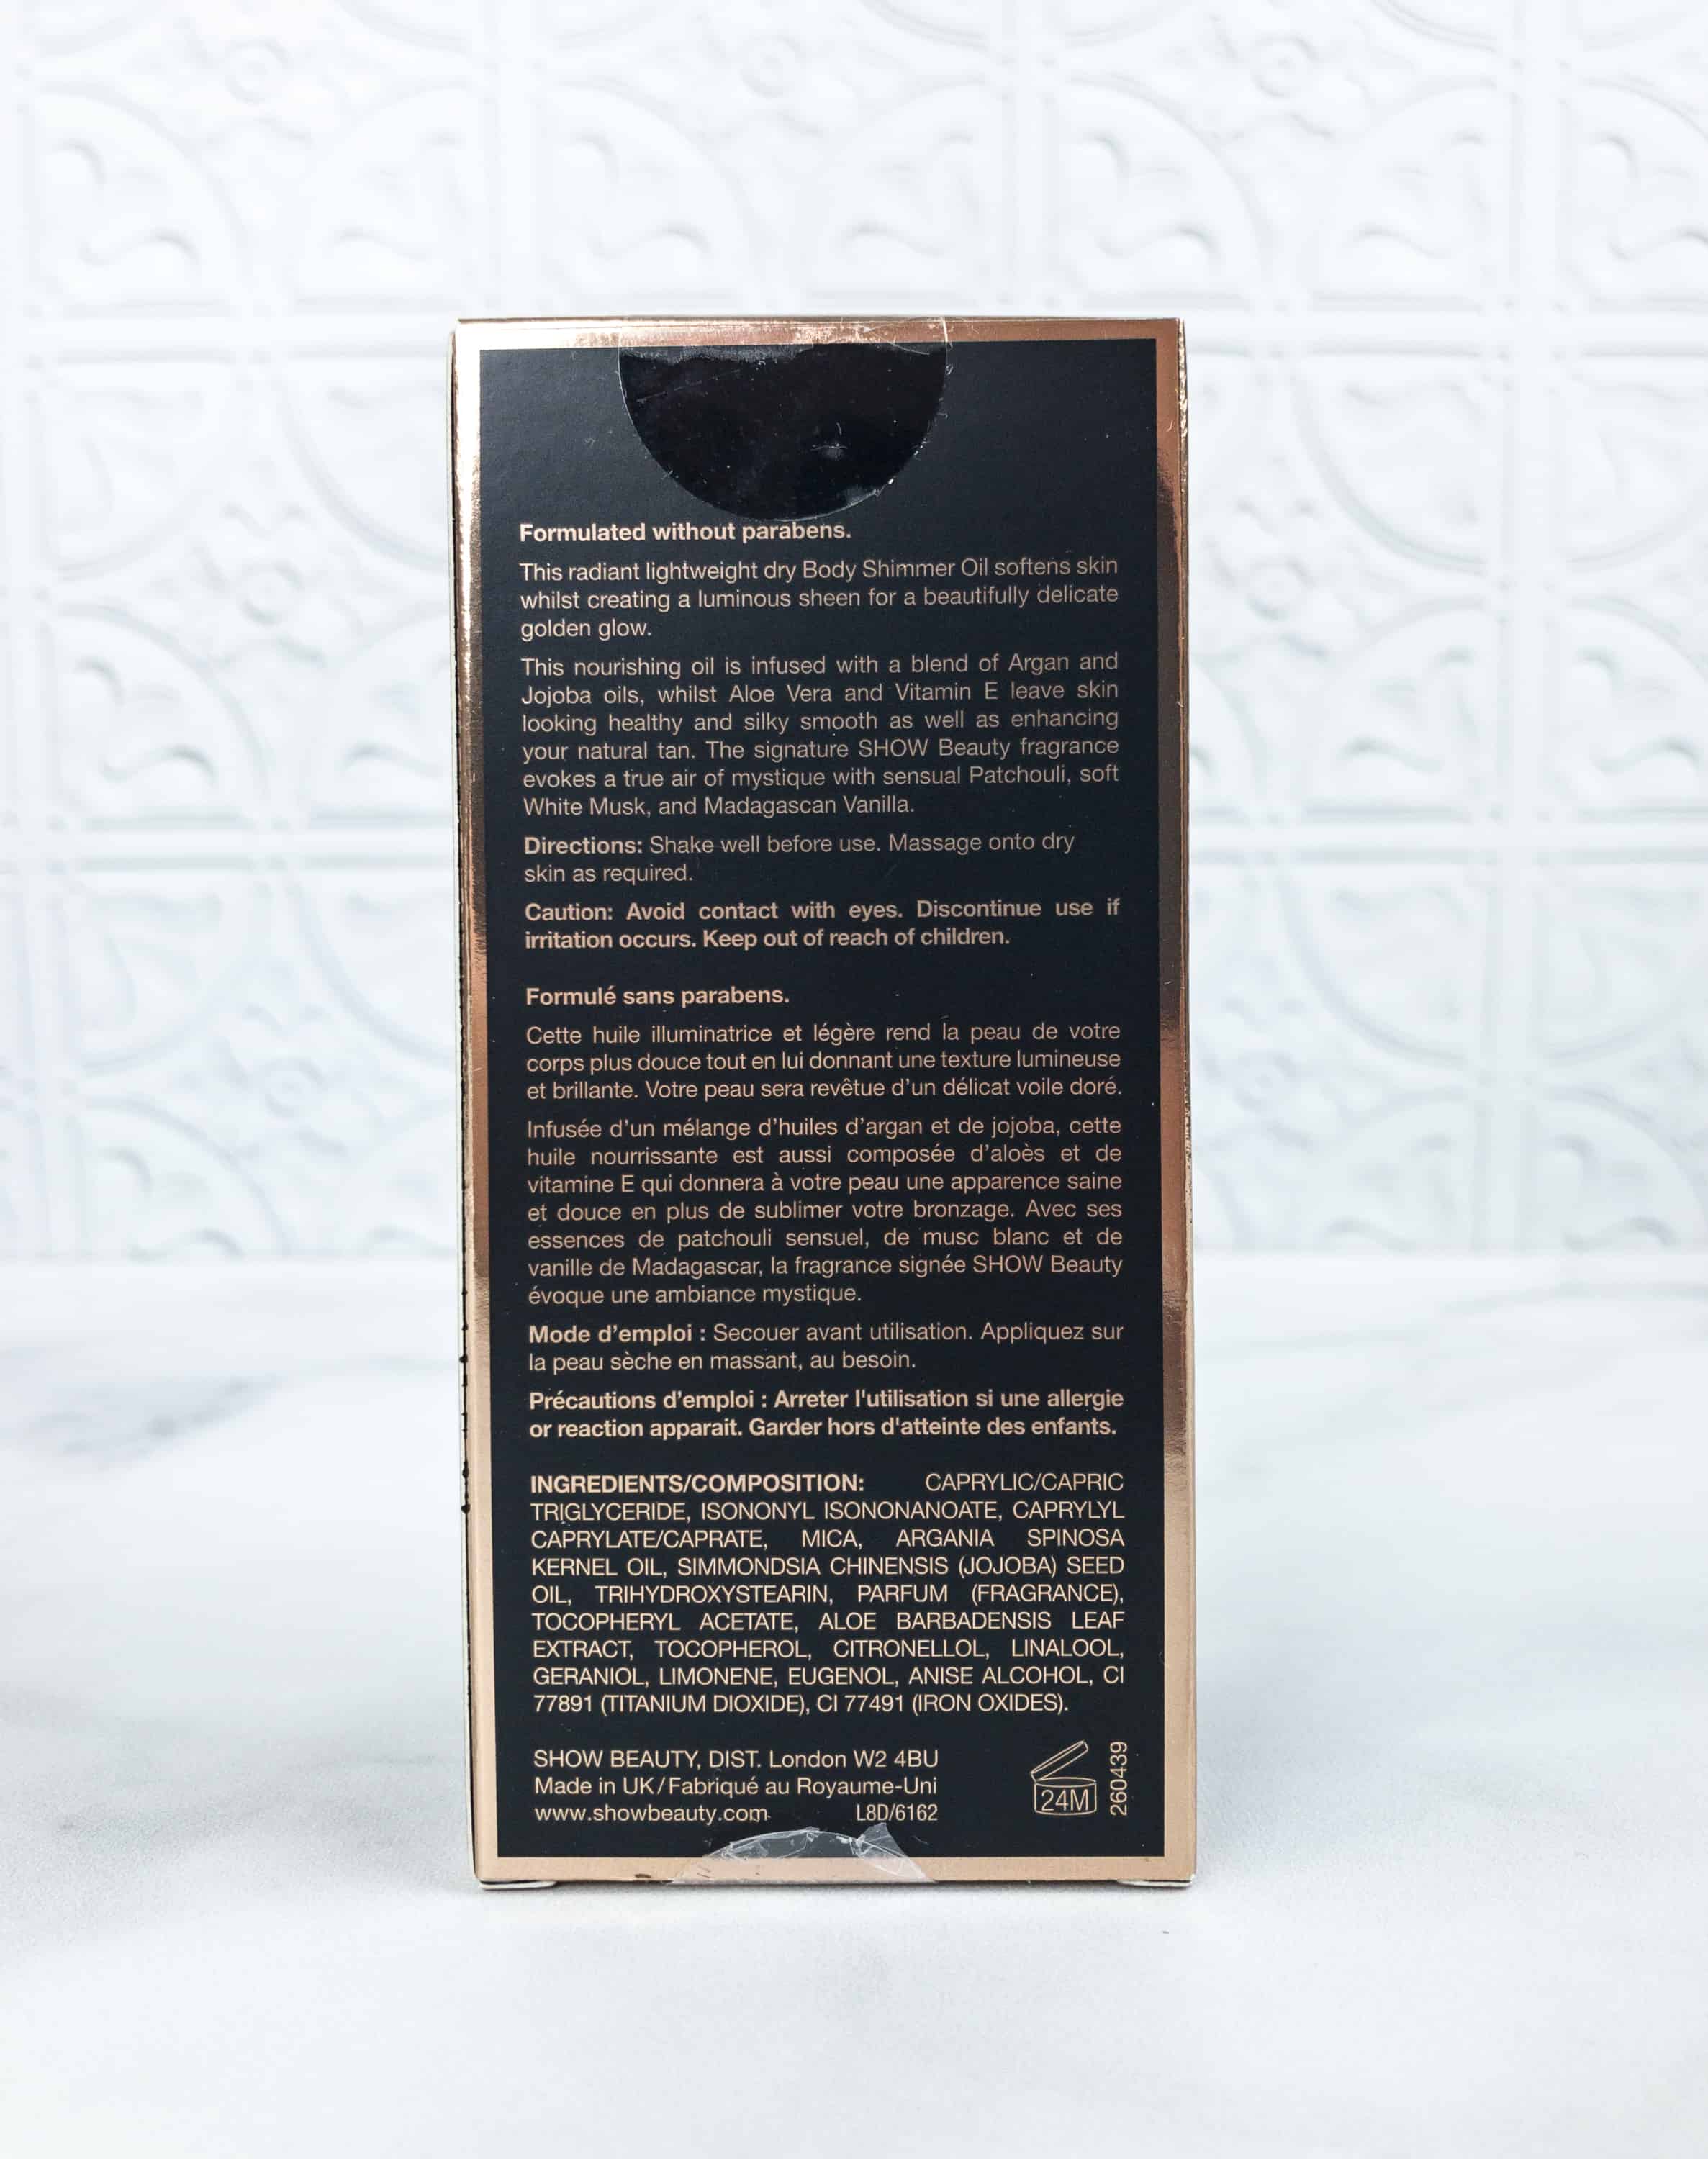 Formulated without parabens.
This radiant lightweight dry Body Shimmer Oil softens skin
whilst creating a luminous sheen for a beautifully delicate
golden glow.
This nourishing oil is infused with a blend of Argan and
Jojoba oils, whilst Aloe Vera and Vitamin E leave skin
looking healthy and silky smooth as well as enhancing
your natural tan. The signature SHOW Beauty fragrance
evokes a true air of mystique with sensual Patchouli, soft
White Musk, and Madagascan Vanilla.
Directions: Shake well before use. Massage onto dry
skin as required.
Caution: Avoid contact with eyes. Discontinue use if
irritation occurs. Keep out of reach of children.
Formulé sans parabens.
Cette huile illuminatrice et légère rend la peau de votre
corps plus douce tout en lui donnant une texture lumineuse
et brillante. Votre peau sera revêtue d'un délicat voile doré.
Infusée d'un mélange d'huiles d'argan et de jojoba, cette
huile nourrissante est aussi composée d'aloès et de
vitamine E qui donnera à votre peau une apparence saine
et douce en plus de sublimer votre bronzage. Avec ses
essences de patchouli sensuel, de musc blanc et de
vanille de Madagascar, la fragrance signée SHOW Beauty
évoque une ambiance mystique.
Mode d'emploi : Secouer avant utilisation. Appliquez sur
la peau sèche en massant, au besoin.
Précautions d'emploi : Arreter l'utilisation si une allergie
or reaction apparait. Garder hors d'atteinte des enfants.
INGREDIENTS/COMPOSITION: CAPRYLIC/CAPRIC
TRIGLYCERIDE, ISONONYL ISONONANOATE, CAPRYLYL
CAPRYLATE/CAPRATE, MICA, ARGANIA SPINOSA
KERNEL OIL, SIMMONDSIA CHINENSIS (JOJOBA) SEED
OIL, TRIHYDROXYSTEARIN, PARFUM (FRAGRANCE),
TOCOPHERYL ACETATE, ALOE BARBADENSIS LEAF
EXTRACT, TOCOPHEROL, CITRONELLOL, LINALOOL,
GERANIOL, LIMONENE, EUGENOL, ANISE ALCOHOL, CI
77891 (TITANIUM DIOXIDE), CI 77491 (IRON OXIDES).
SHOW BEAUTY, DIST. London W2 4BU
Made in UK/Fabriqué au Royaume-Uni
www.showbeauty.com L8D/6162
24M
260439